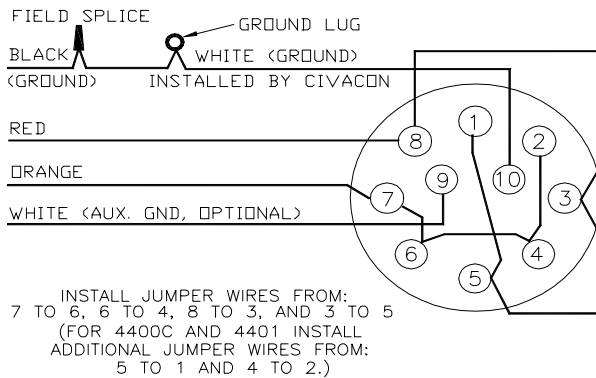 FIELD SPLICE
GROUND LUG
BLACK
WHITE (GROUND)
(GROUND)
INSTALLED BY CIVACON
RED
ORANGE
WHITE (AUX. GND, OPTIONAL)
1
2
8
9
10
7
3
6
4
5
INSTALL JUMPER WIRES FROM:
7 TO 6, 6 TO 4, 8 TO 3, AND 3 TO 5
(FOR 4400C AND 4401 INSTALL
ADDITIONAL JUMPER WIRES FROM:
5 TO 1 AND 4 TO 2.)